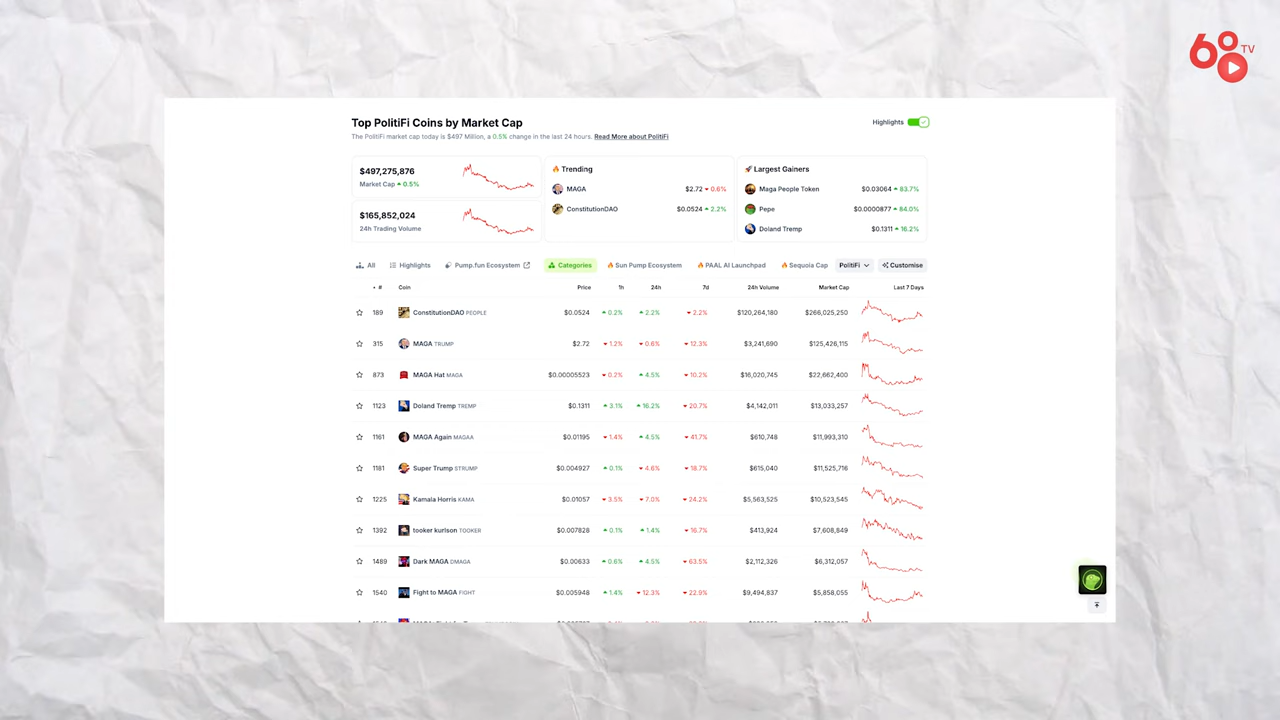 68 TV
Top PolitiFi Coins by Market Cap
Highlights
The PolitiFi market cap today is $497 Million, a 0.5% change in the last 24 hours. Read More about PolitiFi
$497,275,876
Market Cap 0.5%
$165,852,024
24h Trading Volume
Trending
MAGA $2.72 0.6%
ConstitutionDAO $0.0524 2.2%
Largest Gainers
Maga People Token $0.03064 83.7%
Pepe $0.0000877 84.0%
Doland Tremp $0.1311 16.2%
All Highlights Pump.fun Ecosystem Categories Sun Pump Ecosystem PAAL AI Launchpad Sequoia Cap PolitiFi Customise
# Coin Price 1h 24h 7d 24h Volume Market Cap Last 7 Days
189 ConstitutionDAO PEOPLE $0.0524 0.2% 2.2% 2.2% $120,264,180 $266,025,250
315 MAGA TRUMP $2.72 1.2% 0.6% 12.3% $3,241,690 $125,426,115
873 MAGA Hat MAGA $0.00005523 0.2% 4.5% 10.2% $16,020,745 $22,662,400
1123 Doland Tremp TREMP $0.1311 3.1% 16.2% 20.7% $4,142,011 $13,033,257
1161 MAGA Again MAGAA $0.01195 1.4% 4.5% 41.7% $610,748 $11,993,310
1181 Super Trump STRUMP $0.004927 0.1% 4.6% 18.7% $615,040 $11,525,716
1225 Kamala Horris KAMA $0.01057 3.5% 7.0% 24.2% $5,563,525 $10,523,545
1392 tooker kurlson TOOKER $0.007828 0.1% 1.4% 16.7% $413,924 $7,608,849
1489 Dark MAGA DMAGA $0.00633 0.6% 4.5% 63.5% $2,112,326 $6,312,057
1540 Fight to MAGA FIGHT $0.005948 1.4% 12.3% 22.9% $9,494,837 $5,858,055